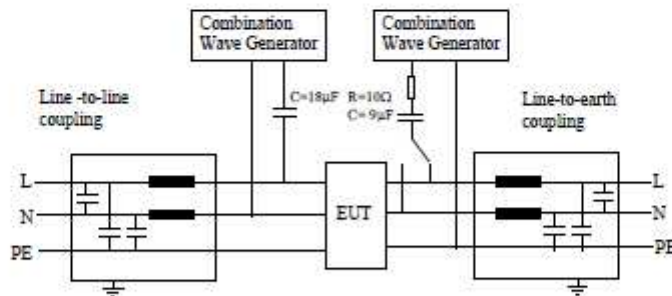 Combination
Wave Generator
Combination
Wave Generator
Line -to-line
coupling
C=18µF
R=10Ω
C= 9µF
Line-to-earth
coupling
L
N
PE
EUT
L
N
PE